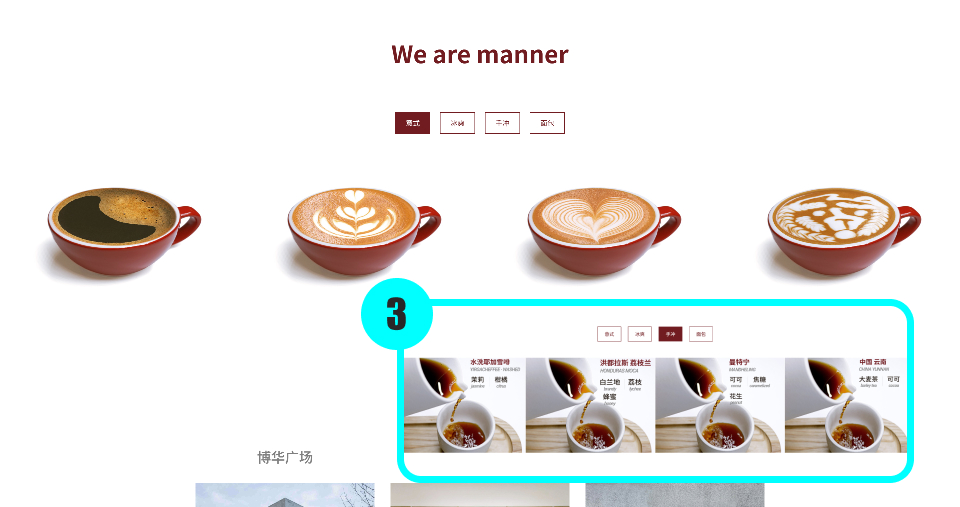 We are manner
意式 冰爽 手冲 面包
3
意式 冰爽 手冲 面包
水洗耶加雪啡
YIRGACHEFFEE · WASHED
茉莉 柑橘
jasmine citrus
洪都拉斯 荔枝兰
HONDURAS MOCA
白兰地 荔枝
brandy lychee
蜂蜜
honey
曼特宁
MANDHELING
可可 焦糖
cocoa caramelized
花生
peanut
中国 云南
CHINA YUNNAN
大麦茶 可可
barley tea cocoa
博华广场